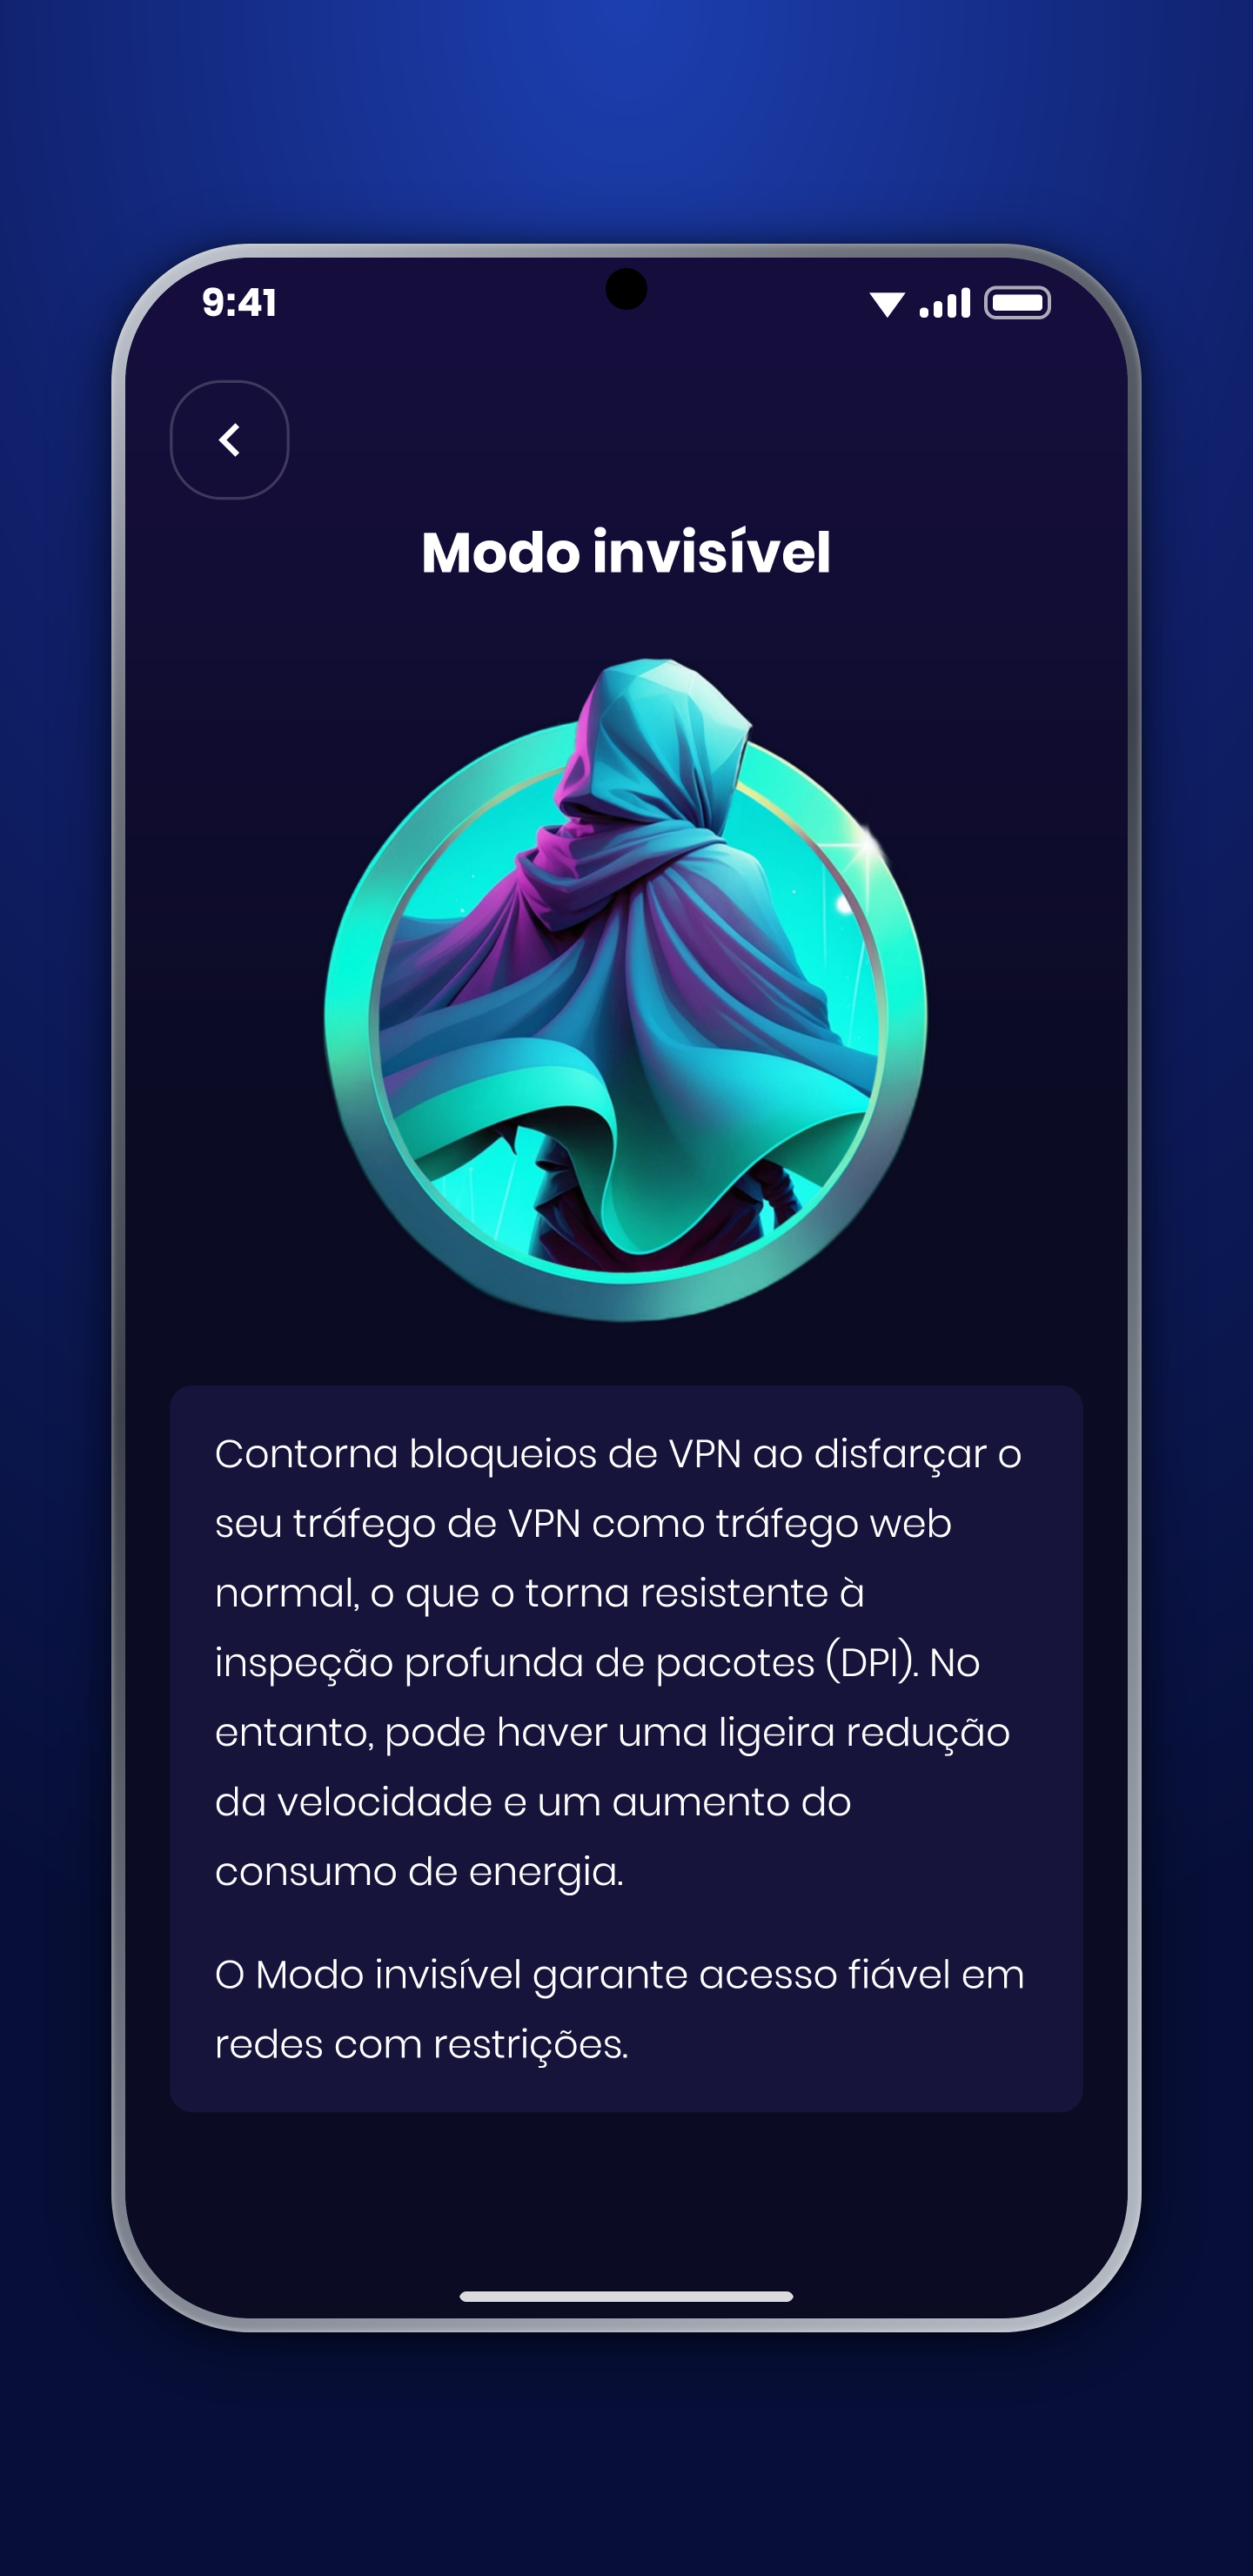 9:41
Modo invisível
Contorna bloqueios de VPN ao disfarçar o
seu tráfego de VPN como tráfego web
normal, o que o torna resistente à
inspeção profunda de pacotes (DPI). No
entanto, pode haver uma ligeira redução
da velocidade e um aumento do
consumo de energia.
O Modo invisível garante acesso fiável em
redes com restrições.